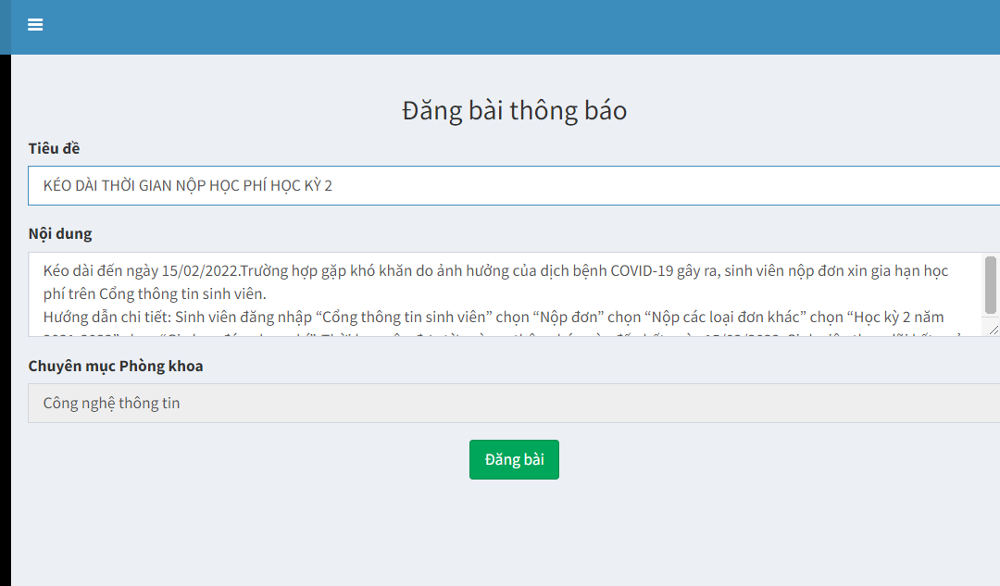 Đăng bài thông báo
Tiêu đề
KÉO DÀI THỜI GIAN NỘP HỌC PHÍ HỌC KỲ 2
Nội dung
Kéo dài đến ngày 15/02/2022.Trường hợp gặp khó khăn do ảnh hưởng của dịch bệnh COVID-19 gây ra, sinh viên nộp đơn xin gia hạn học
phí trên Cổng thông tin sinh viên.
Hướng dẫn chi tiết: Sinh viên đăng nhập “Cổng thông tin sinh viên” chọn “Nộp đơn” chọn “Nộp các loại đơn khác” chọn “Học kỳ 2 năm
Chuyên mục Phòng khoa
Công nghệ thông tin
Đăng bài